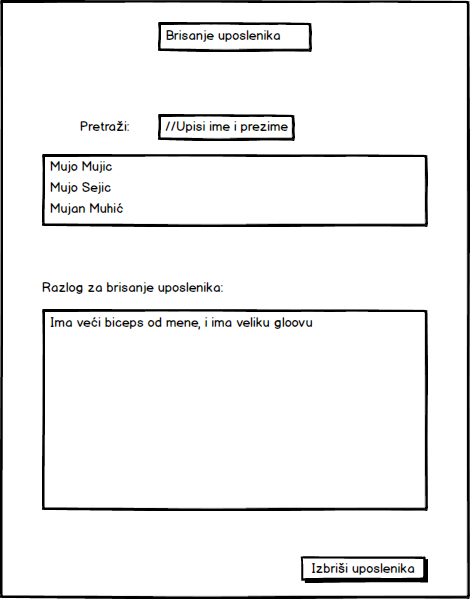 Brisanje uposlenika
Pretraži: //Upisi ime i prezime
Mujo Mujic
Mujo Sejic
Mujan Muhić
Razlog za brisanje uposlenika:
Ima veći biceps od mene, i ima veliku gloovu
Izbriši uposlenika